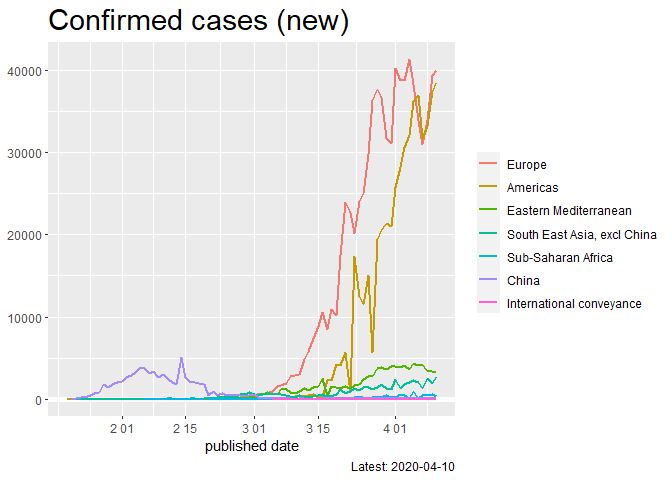 Confirmed cases (new)
40000
30000
20000
10000
0
2 01
2 15
3 01
3 15
4 01
published date
Europe
Americas
Eastern Mediterranean
South East Asia, excl China
Sub-Saharan Africa
China
International conveyance
Latest: 2020-04-10